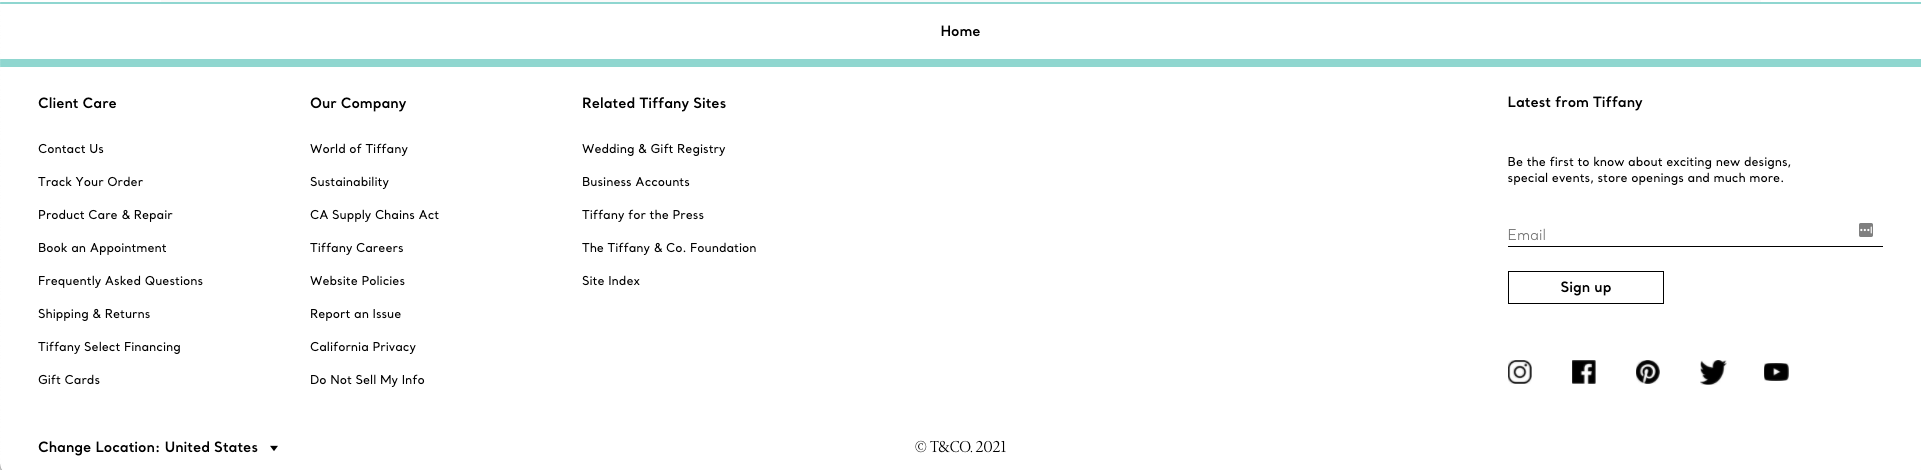 Home
Client Care
Contact Us
Track Your Order
Product Care & Repair
Book an Appointment
Frequently Asked Questions
Shipping & Returns
Tiffany Select Financing
Gift Cards
Our Company
World of Tiffany
Sustainability
CA Supply Chains Act
Tiffany Careers
Website Policies
Report an Issue
California Privacy
Do Not Sell My Info
Related Tiffany Sites
Wedding & Gift Registry
Business Accounts
Tiffany for the Press
The Tiffany & Co. Foundation
Site Index
Latest from Tiffany
Be the first to know about exciting new designs,
special events, store openings and much more.
Email
Sign up
Change Location: United States
© T&CO. 2021